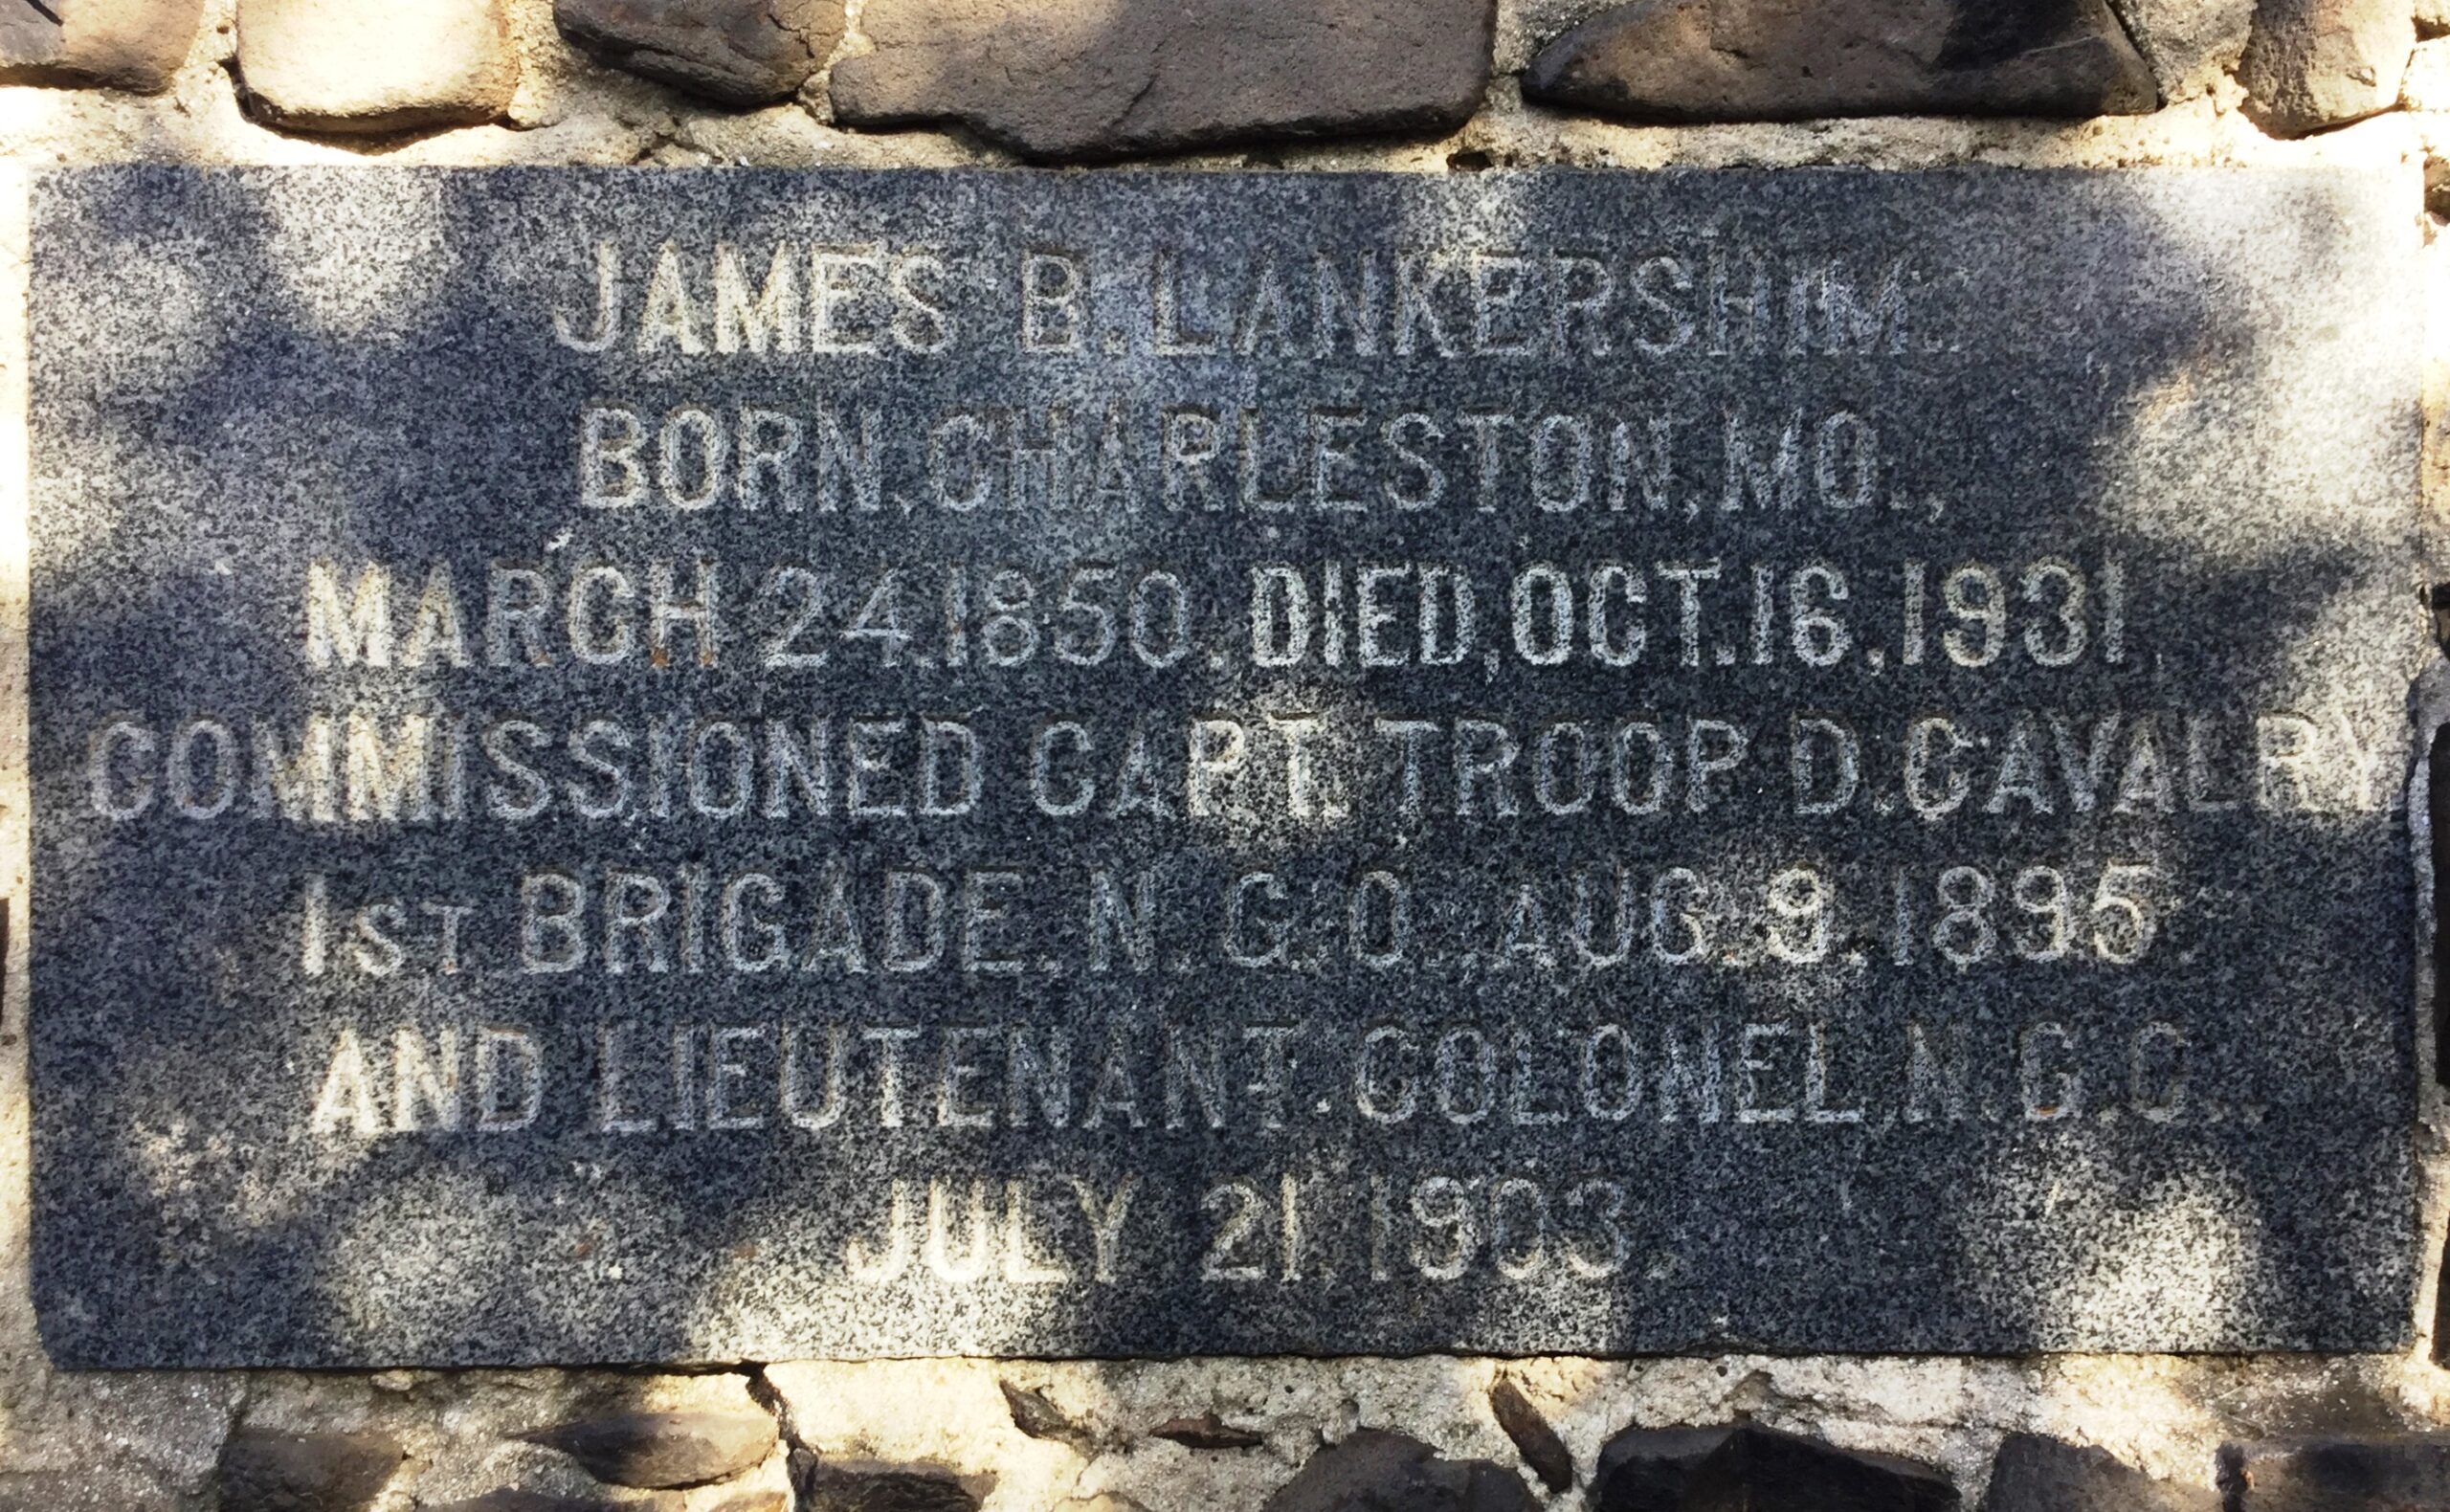 JAMES B. LANKERSHIM.
BORN, CHARLESTON, MO.,
MARCH 24, 1850. DIED, OCT. 16, 1931,
COMMISSIONED CAPT. TROOP D. CAVALRY
1ST BRIGADE. N. G. C. AUG. 9, 1895
AND LIEUTENANT. COLONEL. N. G. C.
JULY 21, 1903.